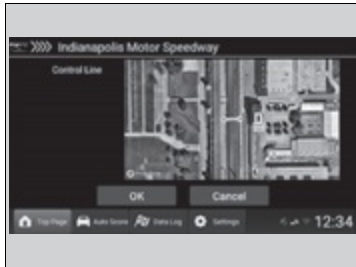 Indianapolis Motor Speedway
Control Line
OK Cancel
Top Page Auto Score Data Log Settings 12:34